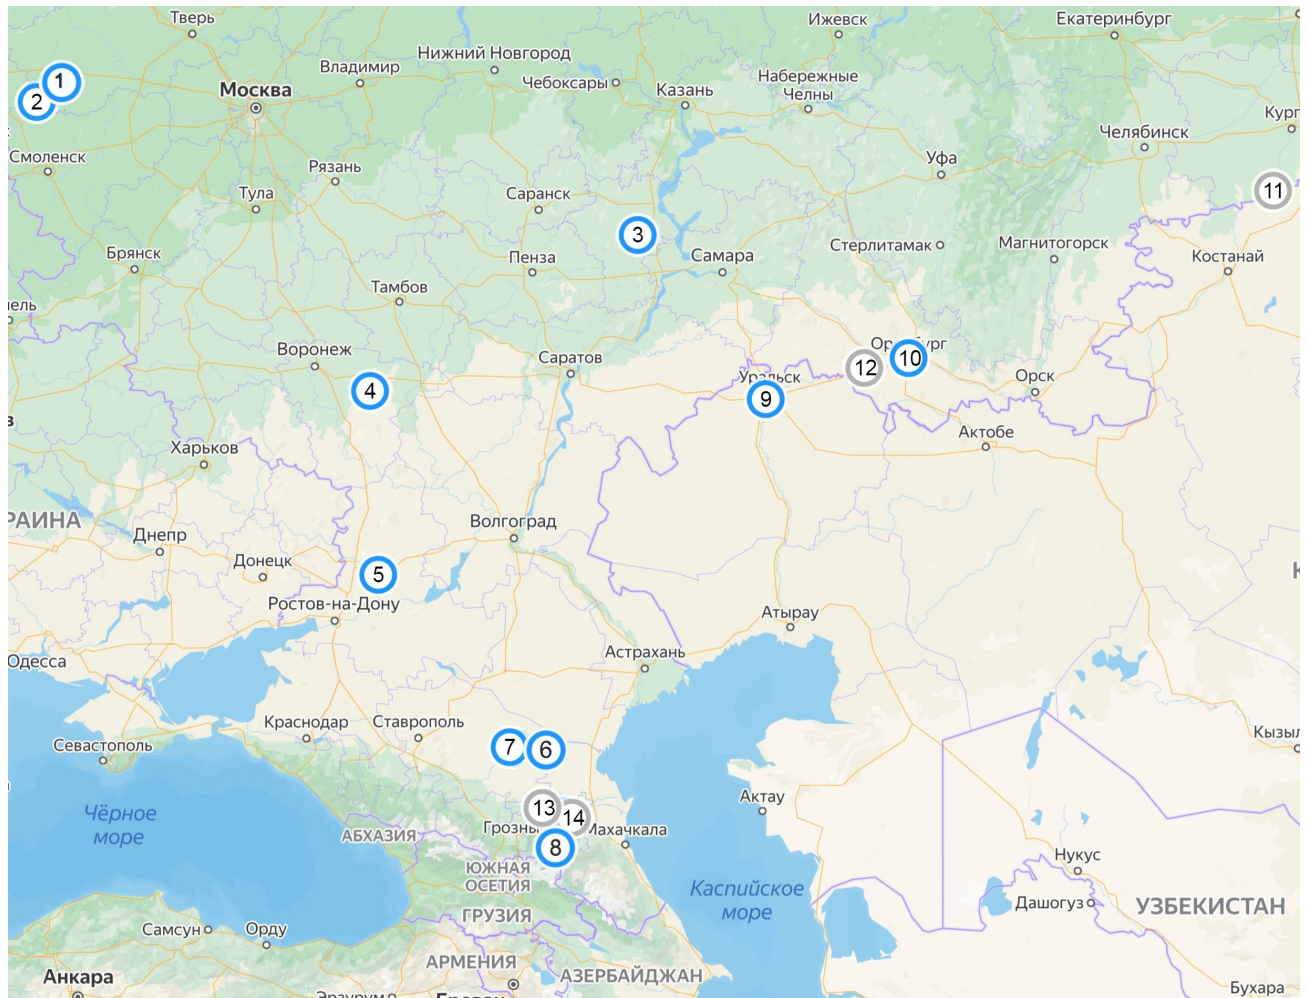 Тверь
Ижевск
Екатеринбург
Нижний Новгород
Владимир
Чебоксары
Набережные
Челны
1
Москва
Казань
2
Кург
Челябинск
Смоленск
Рязань
Уфа
Тула
Саранск
11
3
Стерлитамак
Магнитогорск
Брянск
Пенза
Самара
Костанай
Тамбов
Воронеж
Саратов
12
10
Орск
4
Уральск
9
Харьков
Актобе
РАИНА
Волгоград
Днепр
Донецк
5
Ростов-на-Дону
Атырау
Одесса
Астрахань
Краснодар
Ставрополь
Севастополь
7
6
Кызыл
Актау
Чёрное
море
13
14
АБХАЗИЯ
Грозны
Махачкала
8
ЮЖНАЯ
ОСЕТИЯ
Нукус
Каспийское
море
Дашогуз
УЗБЕКИСТАН
ГРУЗИЯ
Самсун
Орду
АРМЕНИЯ
АЗЕРБАЙДЖАН
Анкара
Бухара